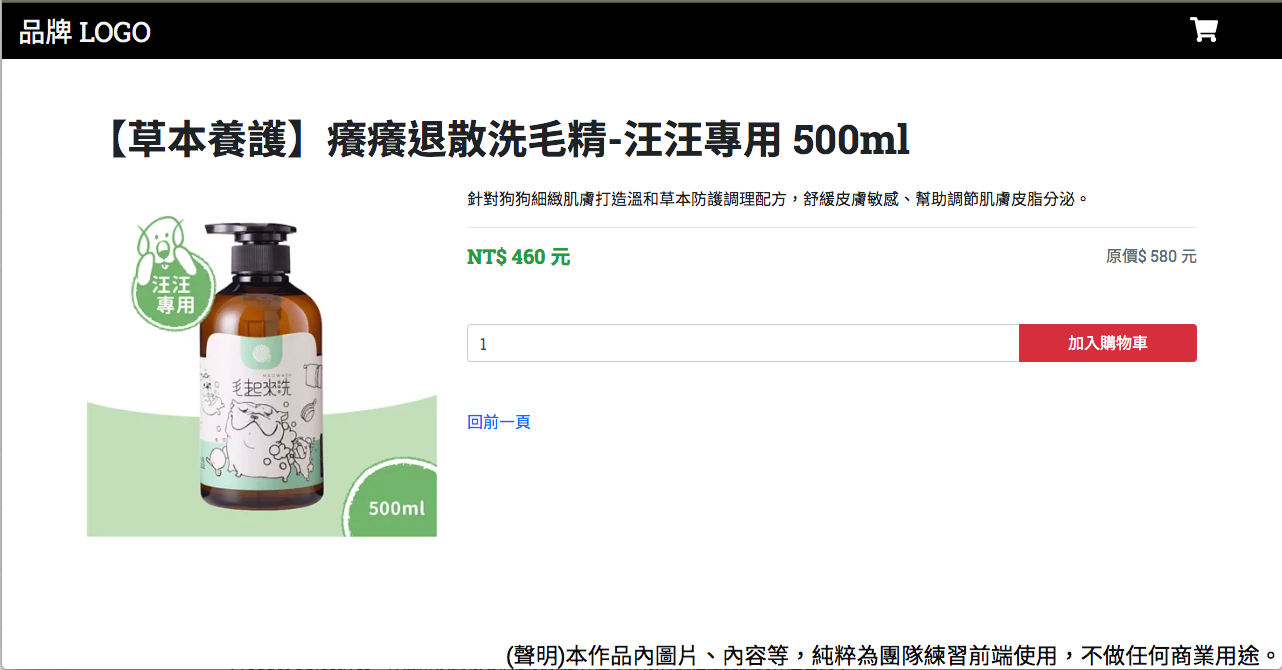 品牌 LOGO
【草本養護】癢癢退散洗毛精-汪汪專用 500ml
針對狗狗細緻肌膚打造溫和草本防護調理配方，舒緩皮膚敏感、幫助調節肌膚皮脂分泌。
NT$ 460 元
原價$ 580 元
汪汪
專用
毛起來洗
500ml
1
加入購物車
回前一頁
(聲明)本作品內圖片、內容等，純粹為團隊練習前端使用，不做任何商業用途。